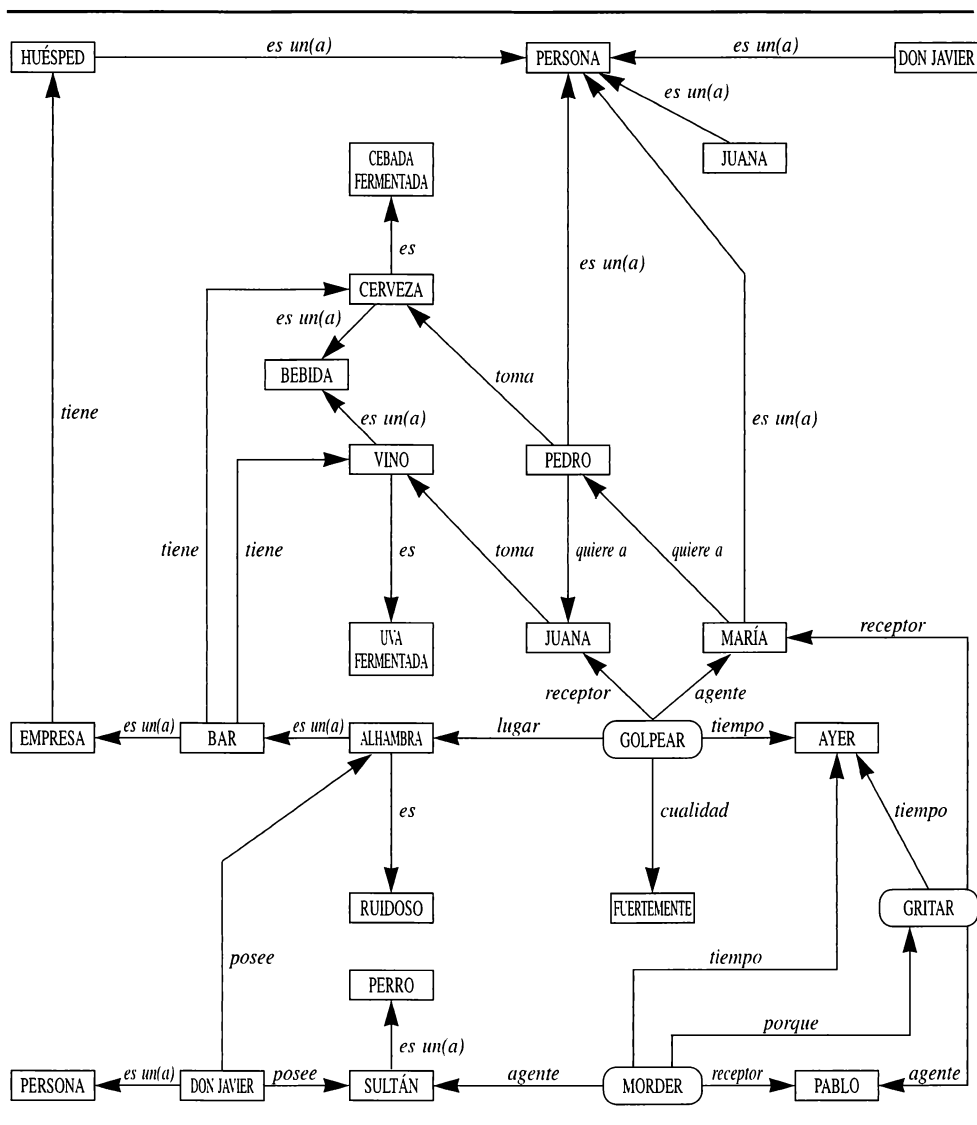 es un(a)
es un(a)
HUÉSPED
PERSONA
DON JAVIER
es un(a)
JUANA
CEBADA
FERMENTADA
es
es un(a)
CERVEZA
es un(a)
BEBIDA
toma
tiene
es un(a)
es un(a)
VINO
PEDRO
tiene
tiene
es
toma
quiere a
quiere a
UVA
FERMENTADA
JUANA
MARÍA
receptor
receptor
agente
es un(a)
es un(a)
lugar
tiempo
EMPRESA
BAR
ALHAMBRA
GOLPEAR
AYER
es
cualidad
tiempo
RUIDOSO
FUERTEMENTE
GRITAR
posee
tiempo
PERRO
porque
es un(a)
es un(a)
posee
agente
receptor
agente
PERSONA
DON JAVIER
SULTÁN
MORDER
PABLO